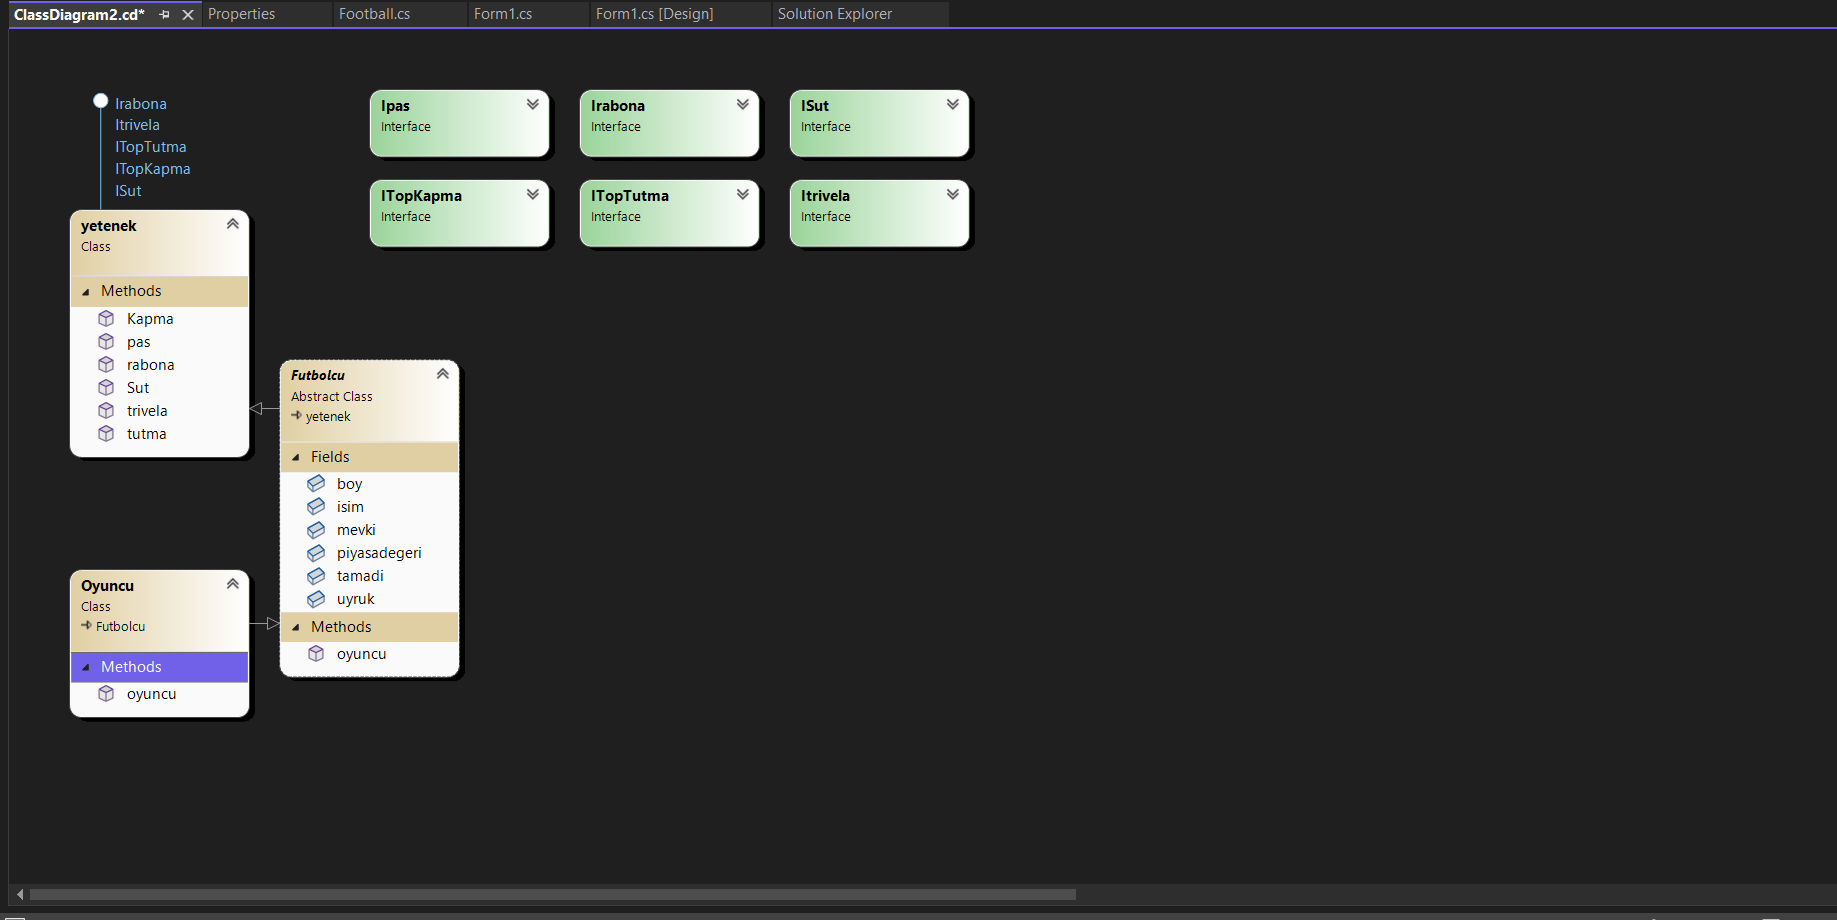 ClassDiagram2.cd*
Properties
Football.cs
Form1.cs
Form1.cs [Design]
Solution Explorer
Irabona
Itrivela
ITopTutma
ITopKapma
ISut
yetenek
Class
Methods
Kapma
pas
rabona
Sut
trivela
tutma
Ipas
Interface
Irabona
Interface
ISut
Interface
ITopKapma
Interface
ITopTutma
Interface
Itrivela
Interface
Futbolcu
Abstract Class
yetenek
Fields
boy
isim
mevki
piyasadegeri
tamadi
uyruk
Methods
oyuncu
Oyuncu
Class
Futbolcu
Methods
oyuncu